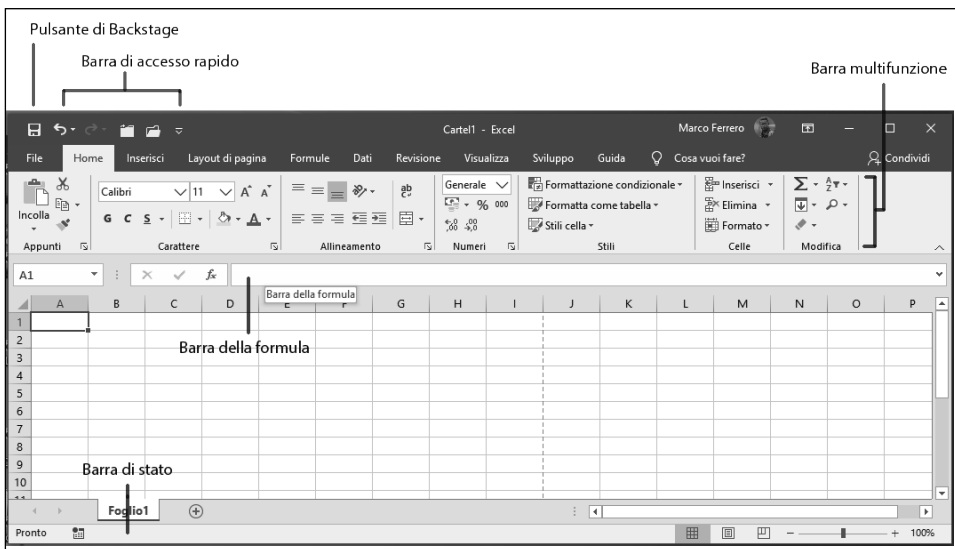 Pulsante di Backstage
Barra di accesso rapido
Barra multifunzione
Cartel1 - Excel
Marco Ferrero
File Home Inserisci Layout di pagina Formule Dati Revisione Visualizza Sviluppo Guida Cosa vuoi fare? Condividi
Calibri 11 ab Generale Formattazione condizionale Inserisci
Incolla % 000 Formatta come tabella Elimina
G C S A Stili cella Formato
Appunti Carattere Allineamento Numeri Stili Celle Modifica
A1 fx
Barra della formula
A B C D E F G H I J K L M N O P
1
2
Barra della formula
3
4
5
6
7
8
9
Barra di stato
10
11
Foglio1
Pronto 100%